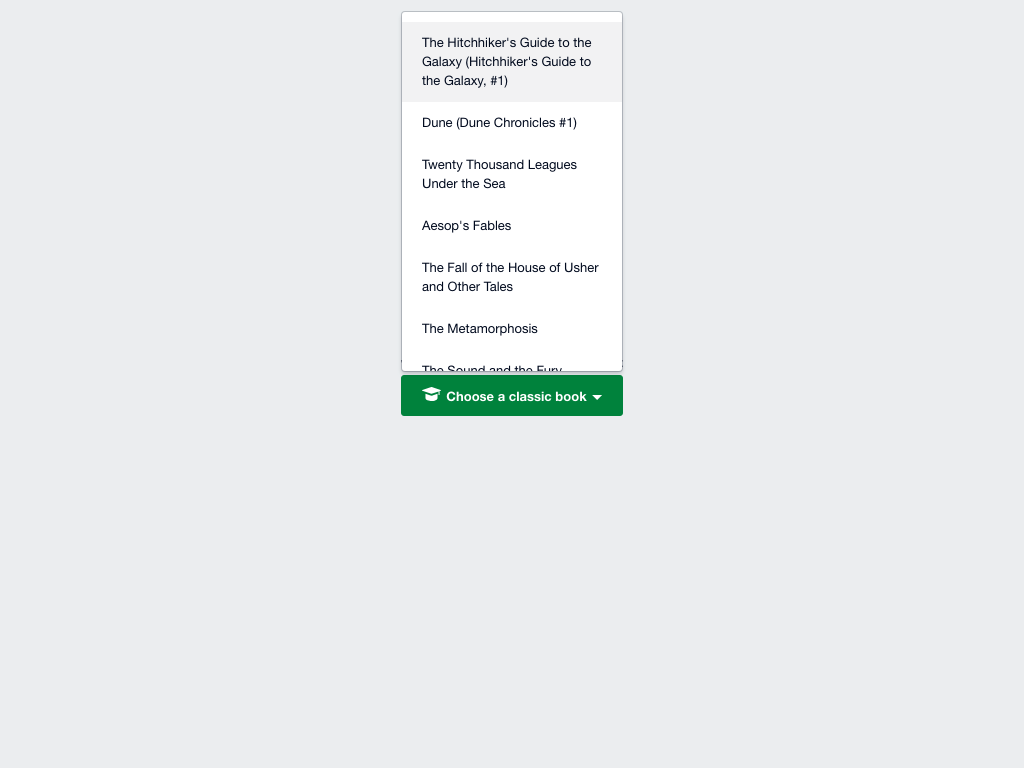 The Hitchhiker's Guide to the
Galaxy (Hitchhiker's Guide to
the Galaxy, #1)
Dune (Dune Chronicles #1)
Twenty Thousand Leagues
Under the Sea
Aesop's Fables
The Fall of the House of Usher
and Other Tales
The Metamorphosis
The Sound and the Fury
Choose a classic book